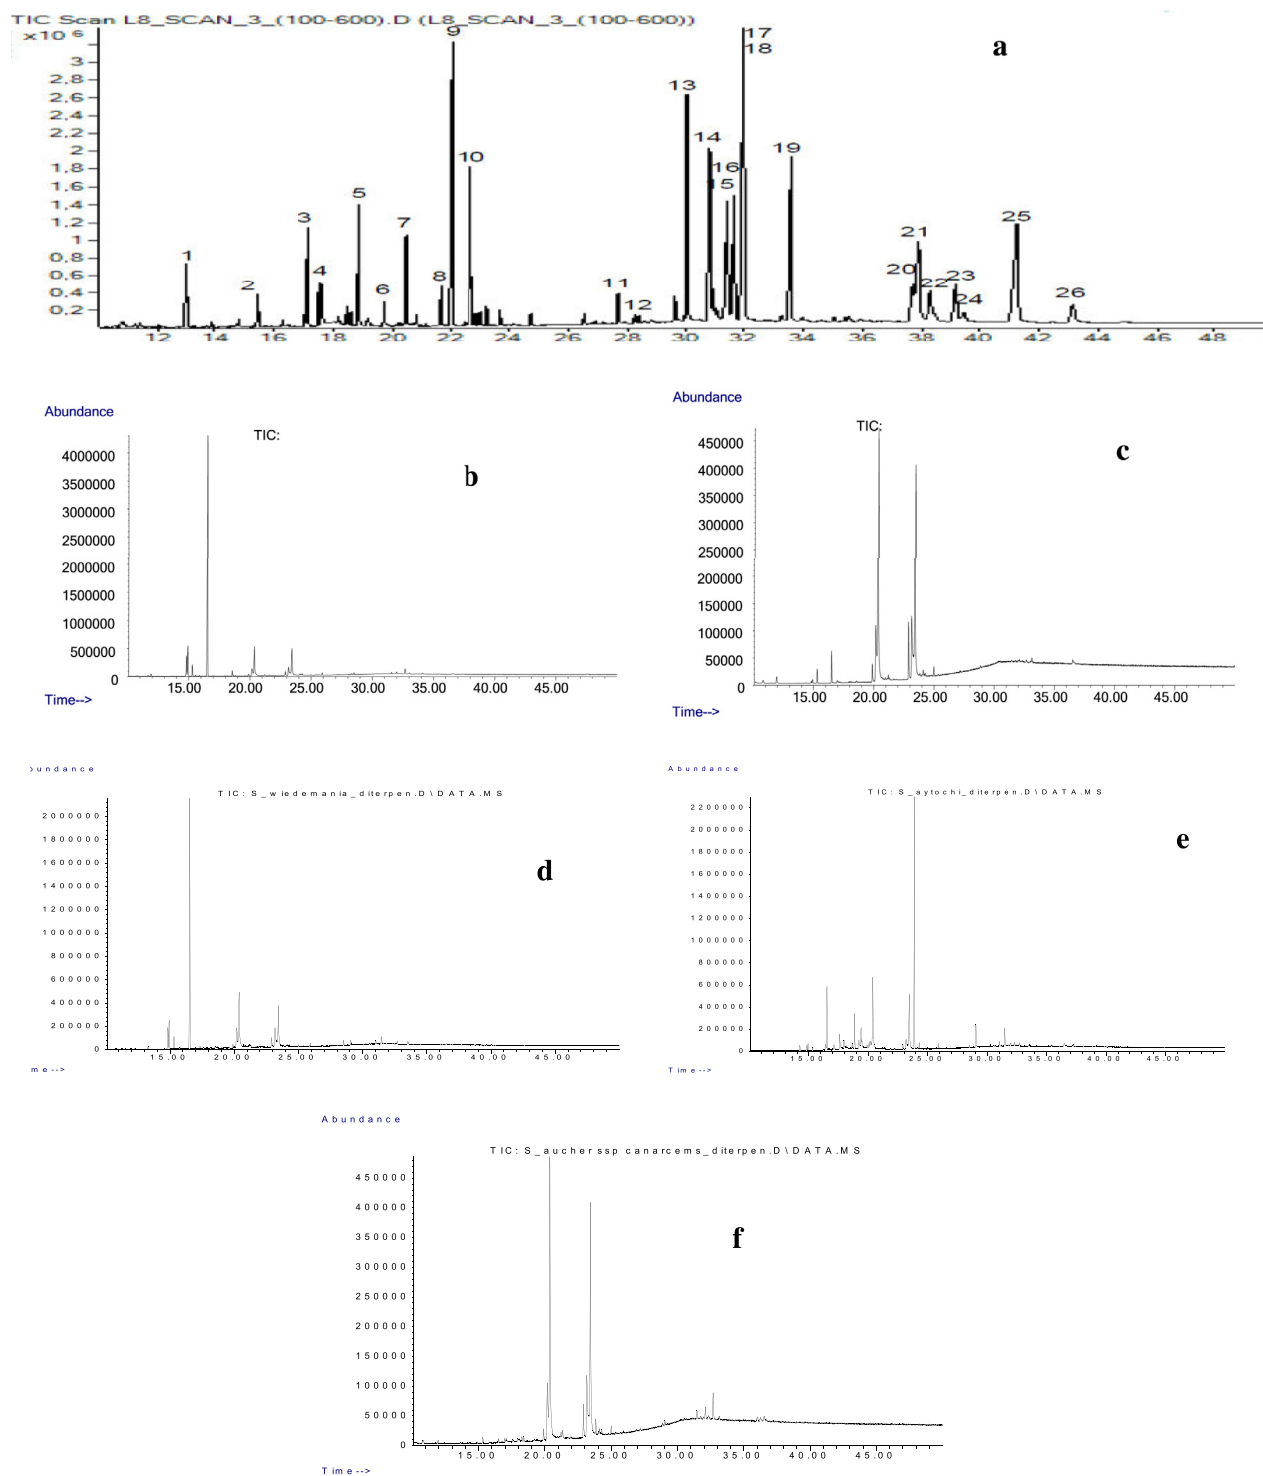 TIC Scan L8_SCAN_3_(100-600).D (L8_SCAN_3_(100-600))
x10 6
a
3
2.8
2.6
2.4
2.2
2
1.8
1.6
1.4
1.2
1
0.8
0.6
0.4
0.2
1 2 3 4 5 6 7 8 9 10 11 12 13 14 15 16 17 18 19 20 21 22 23 24 25 26
12 14 16 18 20 22 24 26 28 30 32 34 36 38 40 42 44 46 48
Abundance
TIC:
b
4000000
3500000
3000000
2500000
2000000
1500000
1000000
500000
0
15.00 20.00 25.00 30.00 35.00 40.00 45.00
Time-->
Abundance
TIC:
c
450000
400000
350000
300000
250000
200000
150000
100000
50000
0
15.00 20.00 25.00 30.00 35.00 40.00 45.00
Time-->
bundance
TIC: S_wiedemania_diterpen.D\DATA.MS
d
2000000
1800000
1600000
1400000
1200000
1000000
800000
600000
400000
200000
0
15.00 20.00 25.00 30.00 35.00 40.00 45.00
me-->
Abundance
TIC: S_aytochi_diterpen.D\DATA.MS
e
2200000
2000000
1800000
1600000
1400000
1200000
1000000
800000
600000
400000
200000
0
15.00 20.00 25.00 30.00 35.00 40.00 45.00
Time-->
Abundance
TIC: S_aucher ssp canarcems_diterpen.D\DATA.MS
f
450000
400000
350000
300000
250000
200000
150000
100000
50000
0
15.00 20.00 25.00 30.00 35.00 40.00 45.00
Time-->